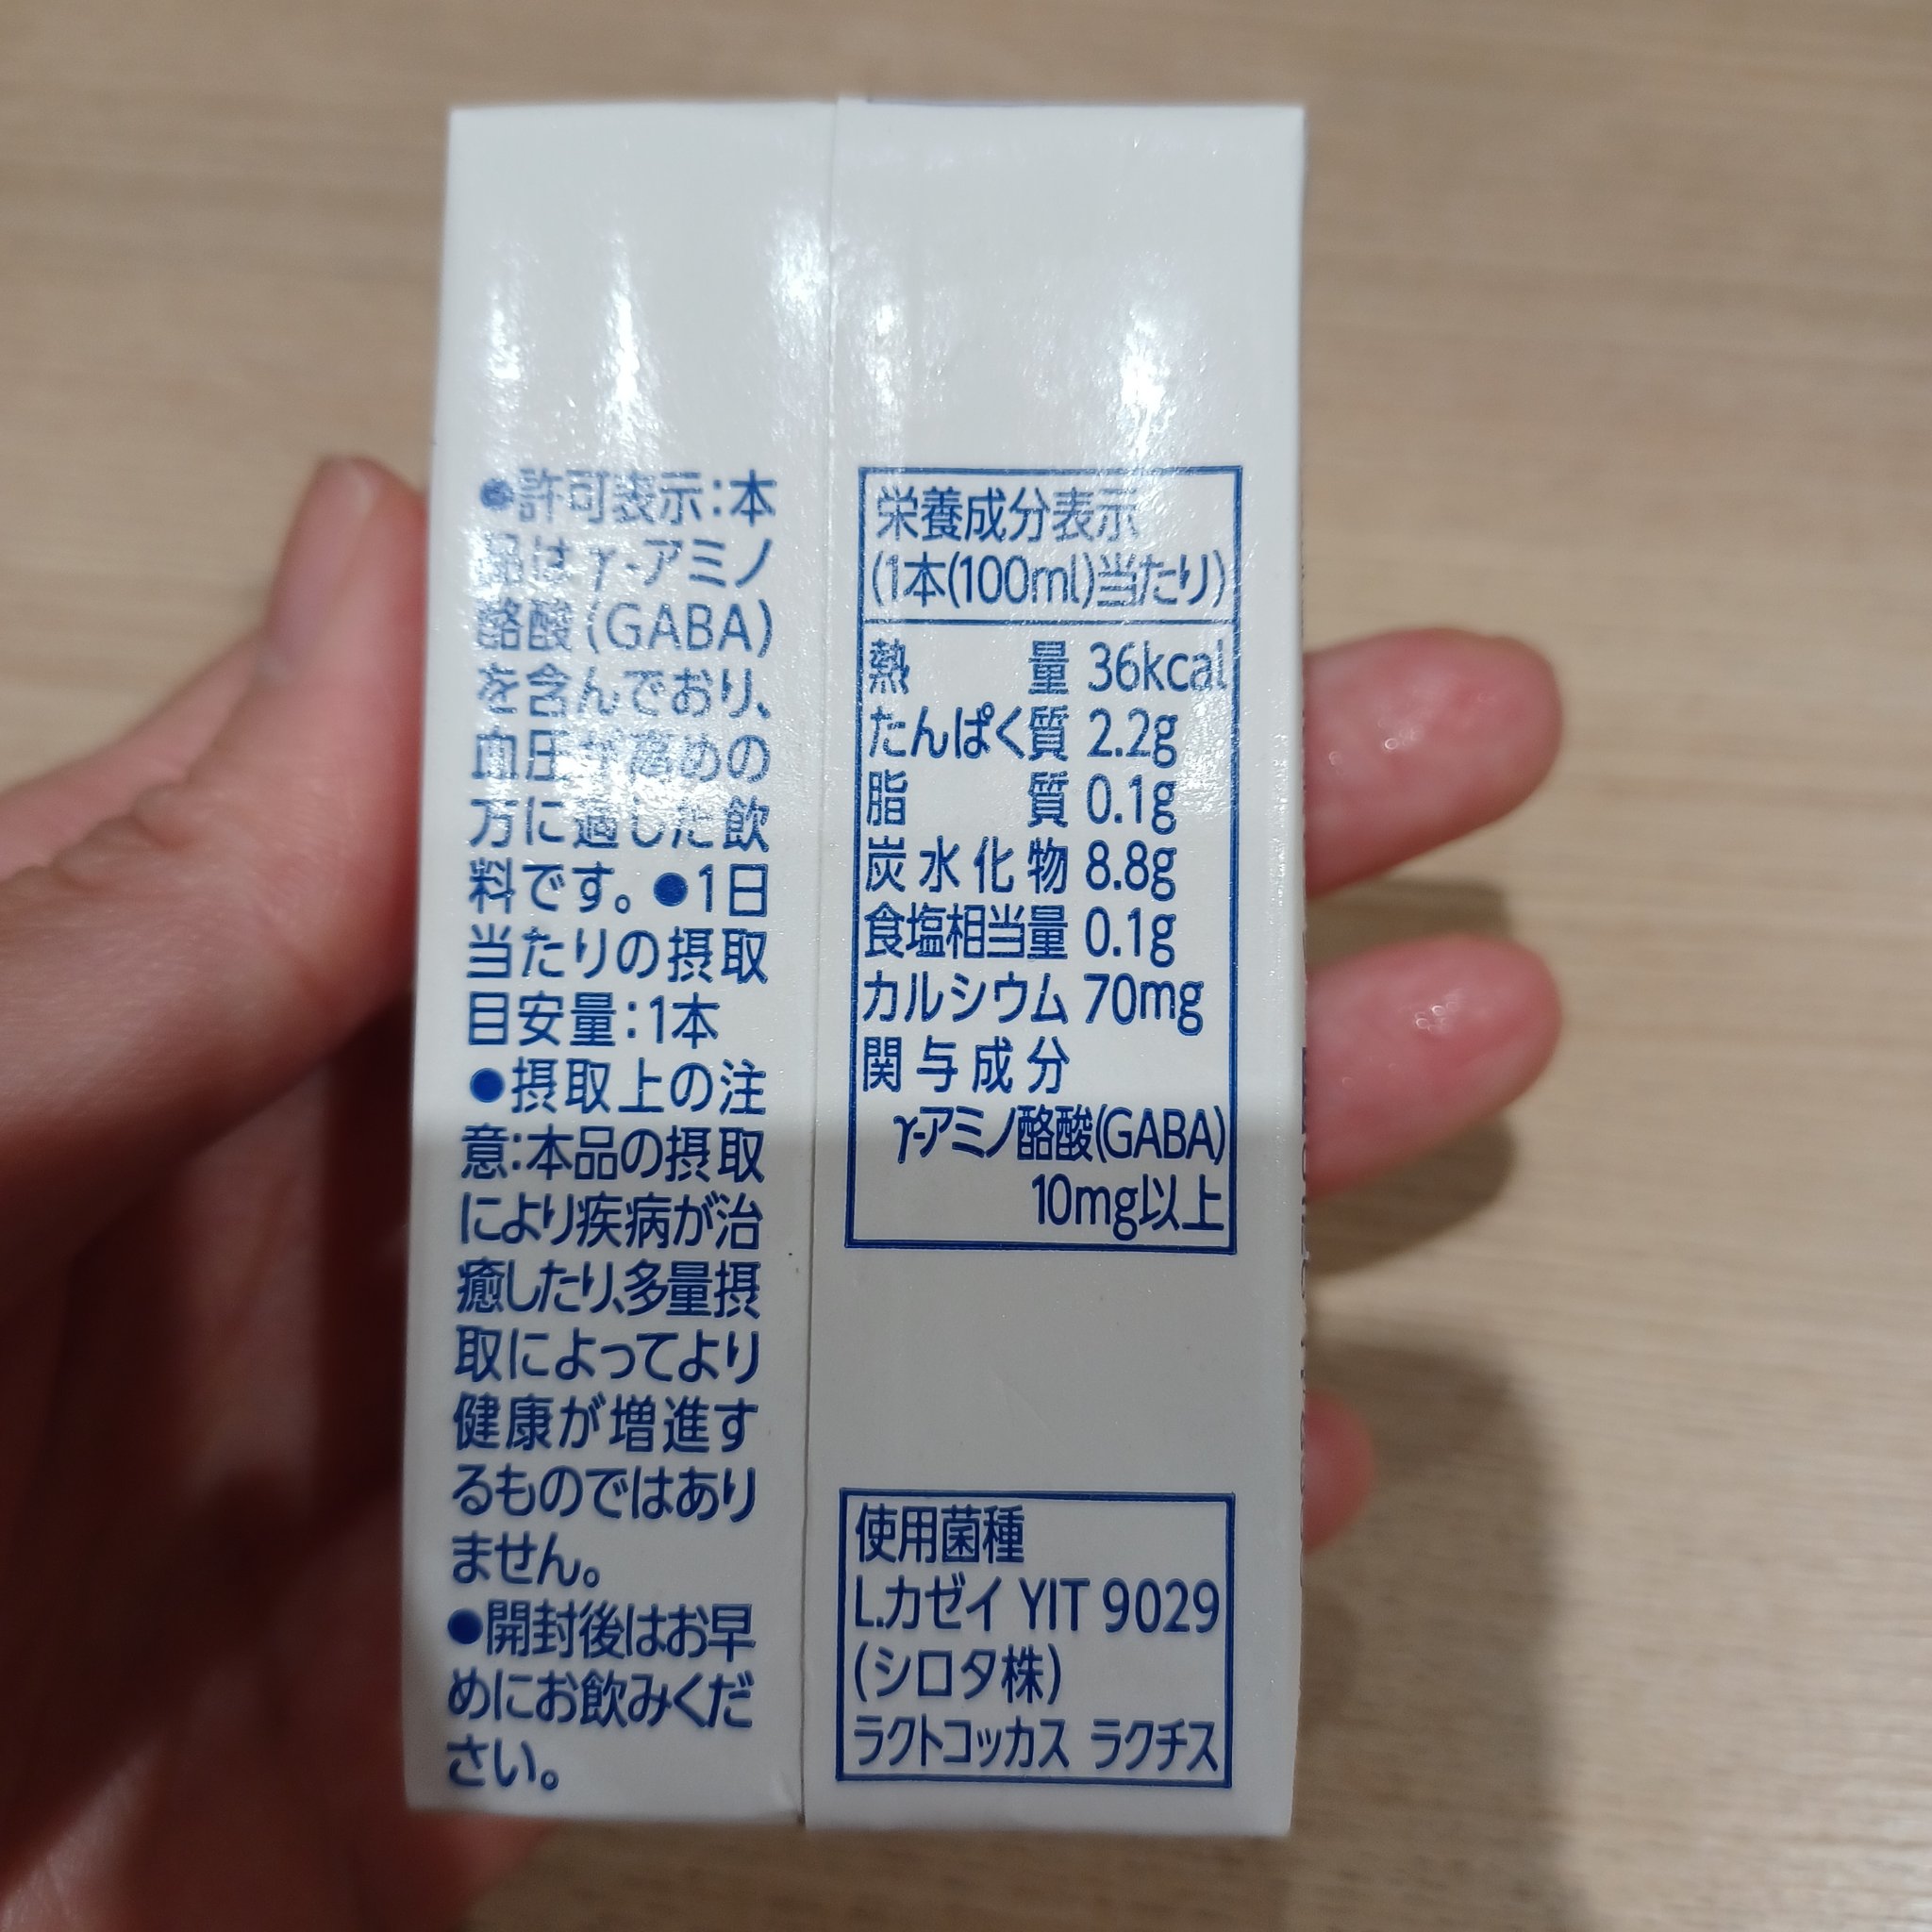 ●許可表示：本
品はγ-アミノ
酪酸(GABA)
を含んでおり、
血圧が高めの
方に適した飲
料です。●1日
当たりの摂取
目安量：1本
●摂取上の注
意：本品の摂取
により疾病が治
癒したり、多量摂
取によってより
健康が増進す
るものではあり
ません。
●開封後はお早
めにお飲みくだ
さい。
栄養成分表示
(1本(100ml)当たり)
熱量 36kcal
たんぱく質 2.2g
脂質 0.1g
炭水化物 8.8g
食塩相当量 0.1g
カルシウム 70mg
関与成分
γ-アミノ酪酸(GABA)
10mg以上
使用菌種
L.カゼイ YIT 9029
(シロタ株)
ラクトコッカス ラクチス